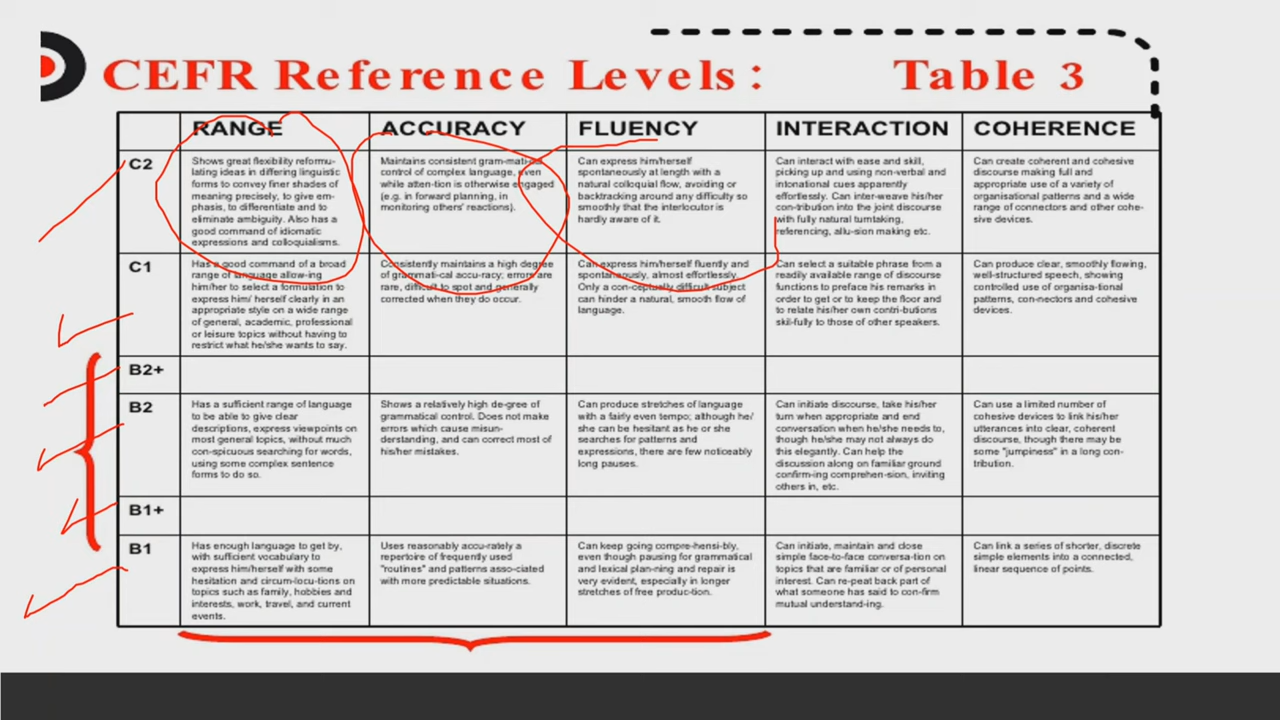 CEFR Reference Levels: Table 3
RANGE
ACCURACY
FLUENCY
INTERACTION
COHERENCE
C2
Shows great flexibility reformu-
lating ideas in differing linguistic
forms to convey finer shades of
meaning precisely, to give em-
phasis, to differentiate and to
eliminate ambiguity. Also has a
good command of idiomatic
expressions and colloquialisms.
Maintains consistent gram-mati-cal
control of complex language, even
while atten-tion is otherwise engaged
(e.g. in forward planning, in
monitoring others' reactions).
Can express him/herself
spontaneously at length with a
natural colloquial flow, avoiding or
backtracking around any difficulty so
smoothly that the interlocutor is
hardly aware of it.
Can interact with ease and skill,
picking up and using non-verbal and
intonational cues apparently
effortlessly. Can inter-weave his/her
con-tribution into the joint discourse
with fully natural turntaking,
referencing, allu-sion making etc.
Can create coherent and cohesive
discourse making full and
appropriate use of a variety of
organisational patterns and a wide
range of connectors and other cohe-
sive devices.
C1
Has a good command of a broad
range of language allow-ing
him/her to select a formulation to
express him/ herself clearly in an
appropriate style on a wide range
of general, academic, professional
or leisure topics without having to
restrict what he/she wants to say.
Consistently maintains a high degree
of grammati-cal accu-racy; errors are
rare, difficult to spot and generally
corrected when they do occur.
Can express him/herself fluently and
spontaneously, almost effortlessly.
Only a con-ceptually difficult subject
can hinder a natural, smooth flow of
language.
Can select a suitable phrase from a
readily available range of discourse
functions to preface his remarks in
order to get or to keep the floor and
to relate his/her own contri-butions
skil-fully to those of other speakers.
Can produce clear, smoothly flowing,
well-structured speech, showing
controlled use of organisa-tional
patterns, con-nectors and cohesive
devices.
B2+
B2
Has a sufficient range of language
to be able to give clear
descriptions, express viewpoints on
most general topics, without much
con-spicuous searching for words,
using some complex sentence
forms to do so.
Shows a relatively high de-gree of
grammatical control. Does not make
errors which cause misun-
derstanding, and can correct most of
his/her mistakes.
Can produce stretches of language
with a fairly even tempo; although he/
she can be hesitant as he or she
searches for patterns and
expressions, there are few noticeably
long pauses.
Can initiate discourse, take his/her
turn when appropriate and end
conversation when he/she needs to,
though he/she may not always do
this elegantly. Can help the
discussion along on familiar ground
confirm-ing comprehen-sion, inviting
others in, etc.
Can use a limited number of
cohesive devices to link his/her
utterances into clear, coherent
discourse, though there may be
some "jumpiness" in a long con-
tribution.
B1+
B1
Has enough language to get by,
with sufficient vocabulary to
express him/herself with some
hesitation and circum-locu-tions on
topics such as family, hobbies and
interests, work, travel, and current
events.
Uses reasonably accu-rately a
repertoire of frequently used
"routines" and patterns asso-ciated
with more predictable situations.
Can keep going compre-hensi-bly,
even though pausing for grammatical
and lexical plan-ning and repair is
very evident, especially in longer
stretches of free produc-tion.
Can initiate, maintain and close
simple face-to-face conversa-tion on
topics that are familiar or of personal
interest. Can re-peat back part of
what someone has said to con-firm
mutual understand-ing.
Can link a series of shorter, discrete
simple elements into a connected,
linear sequence of points.